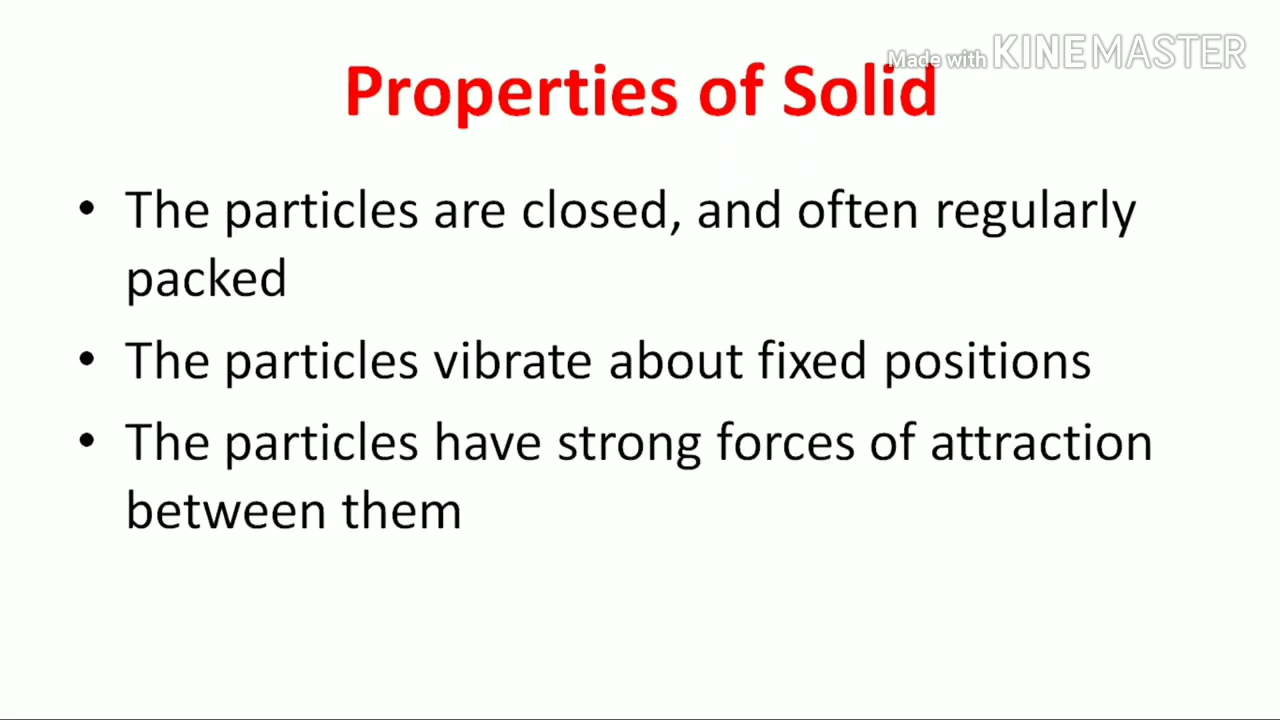 Made with KINEMASTER
Properties of Solid
• The particles are closed, and often regularly
packed
• The particles vibrate about fixed positions
• The particles have strong forces of attraction
between them